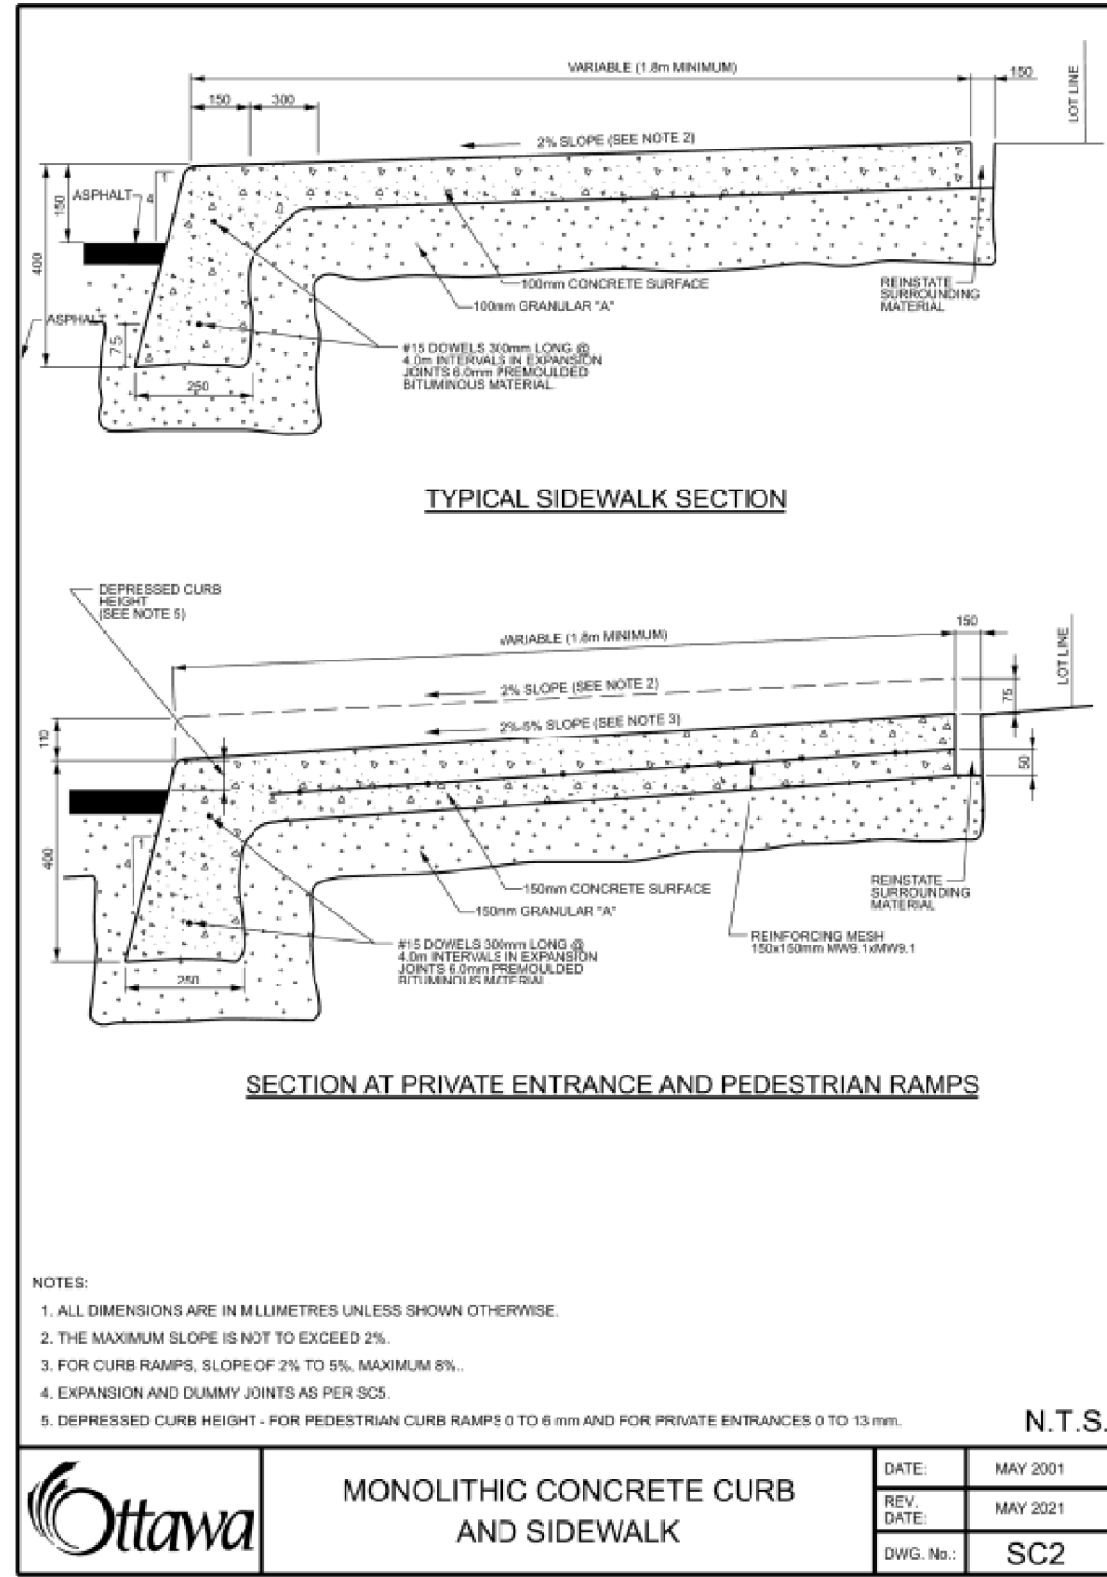 VARIABLE (1.8m MINIMUM)
150
LOT LINE
150
300
2% SLOPE (SEE NOTE 2)
1
4
ASPHALT
150
400
ASPHALT
75
250
100mm CONCRETE SURFACE
100mm GRANULAR "A"
REINSTATE
SURROUNDING
MATERIAL
#15 DOWELS 300mm LONG @
4.0m INTERVALS IN EXPANSION
JOINTS 6.0mm PREMOULDED
BITUMINOUS MATERIAL
TYPICAL SIDEWALK SECTION
DEPRESSED CURB
HEIGHT
(SEE NOTE 5)
VARIABLE (1.8m MINIMUM)
150
LOT LINE
2% SLOPE (SEE NOTE 2)
75
2%-5% SLOPE (SEE NOTE 3)
110
50
1
4
400
250
150mm CONCRETE SURFACE
150mm GRANULAR "A"
REINSTATE
SURROUNDING
MATERIAL
REINFORCING MESH
150x150mm MW9.1xMW9.1
#15 DOWELS 300mm LONG @
4.0m INTERVALS IN EXPANSION
JOINTS 6.0mm PREMOULDED
BITUMINOUS MATERIAL
SECTION AT PRIVATE ENTRANCE AND PEDESTRIAN RAMPS
NOTES:
1. ALL DIMENSIONS ARE IN MILLIMETRES UNLESS SHOWN OTHERWISE.
2. THE MAXIMUM SLOPE IS NOT TO EXCEED 2%.
3. FOR CURB RAMPS, SLOPE OF 2% TO 5%, MAXIMUM 8%..
4. EXPANSION AND DUMMY JOINTS AS PER SC5.
5. DEPRESSED CURB HEIGHT - FOR PEDESTRIAN CURB RAMPS 0 TO 6 mm AND FOR PRIVATE ENTRANCES 0 TO 13 mm.
N.T.S.
Ottawa
MONOLITHIC CONCRETE CURB
AND SIDEWALK
DATE:
MAY 2001
REV.
DATE:
MAY 2021
DWG. No.:
SC2